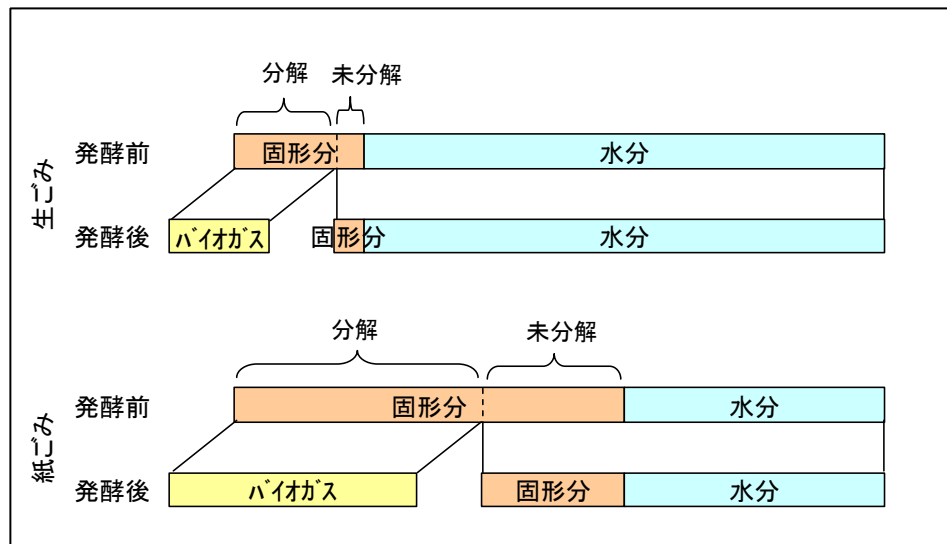 分解 未分解
生ごみ
発酵前 固形分 水分
発酵後 ﾊﾞｲｵｶﾞｽ 固形分 水分
分解 未分解
紙ごみ
発酵前 固形分 水分
発酵後 ﾊﾞｲｵｶﾞｽ 固形分 水分